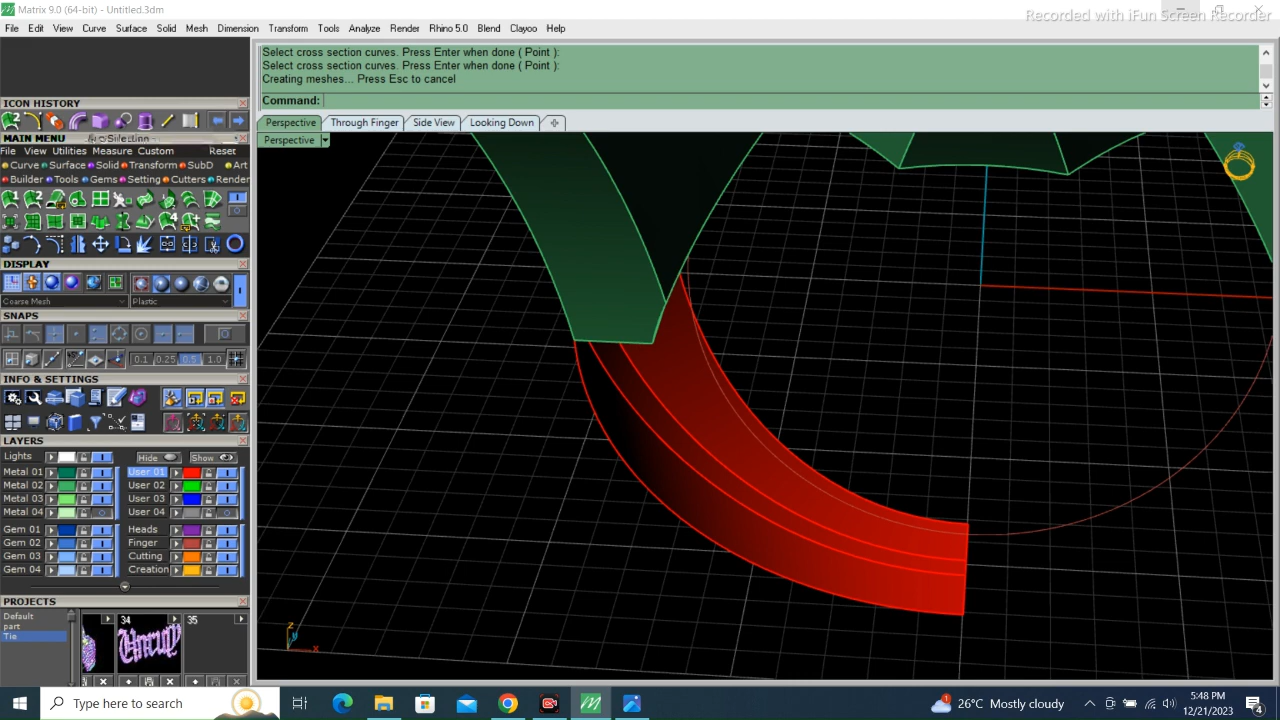 Matrix 9.0 (64-bit) - Untitled.3dm
Recorded with iFun Screen Recorder
File Edit View Curve Surface Solid Mesh Dimension Transform Tools Analyze Render Rhino 5.0 Blend Clayoo Help
Select cross section curves. Press Enter when done ( Point ):
Select cross section curves. Press Enter when done ( Point ):
Creating meshes... Press Esc to cancel
Command:
ICON HISTORY
MAIN MENU
File View Utilities Measure Custom Reset
Curve Surface Solid Transform SubD Art
Builder Tools Gems Setting Cutters Render
DISPLAY
Coarse Mesh Plastic
SNAPS
0.1 0.25 0.5 1.0
INFO & SETTINGS
LAYERS
Lights Hide Show
Metal 01 User 01
Metal 02 User 02
Metal 03 User 03
Metal 04 User 04
Gem 01 Heads
Gem 02 Finger
Gem 03 Cutting
Gem 04 Creation
PROJECTS
Default
part
Tie
34 35
Perspective Through Finger Side View Looking Down
Perspective
z
y
x
Type here to search
26°C Mostly cloudy
5:48 PM
12/21/2023
1
4